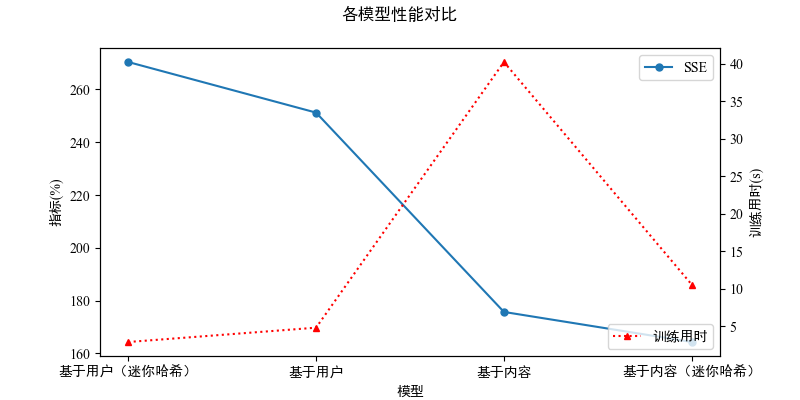 各模型性能对比
SSE
260
240
220
200
180
160
指标(%)
40
35
30
25
20
15
10
5
训练用时(s)
训练用时
基于用户（迷你哈希）
基于用户
基于内容
基于内容（迷你哈希）
模型